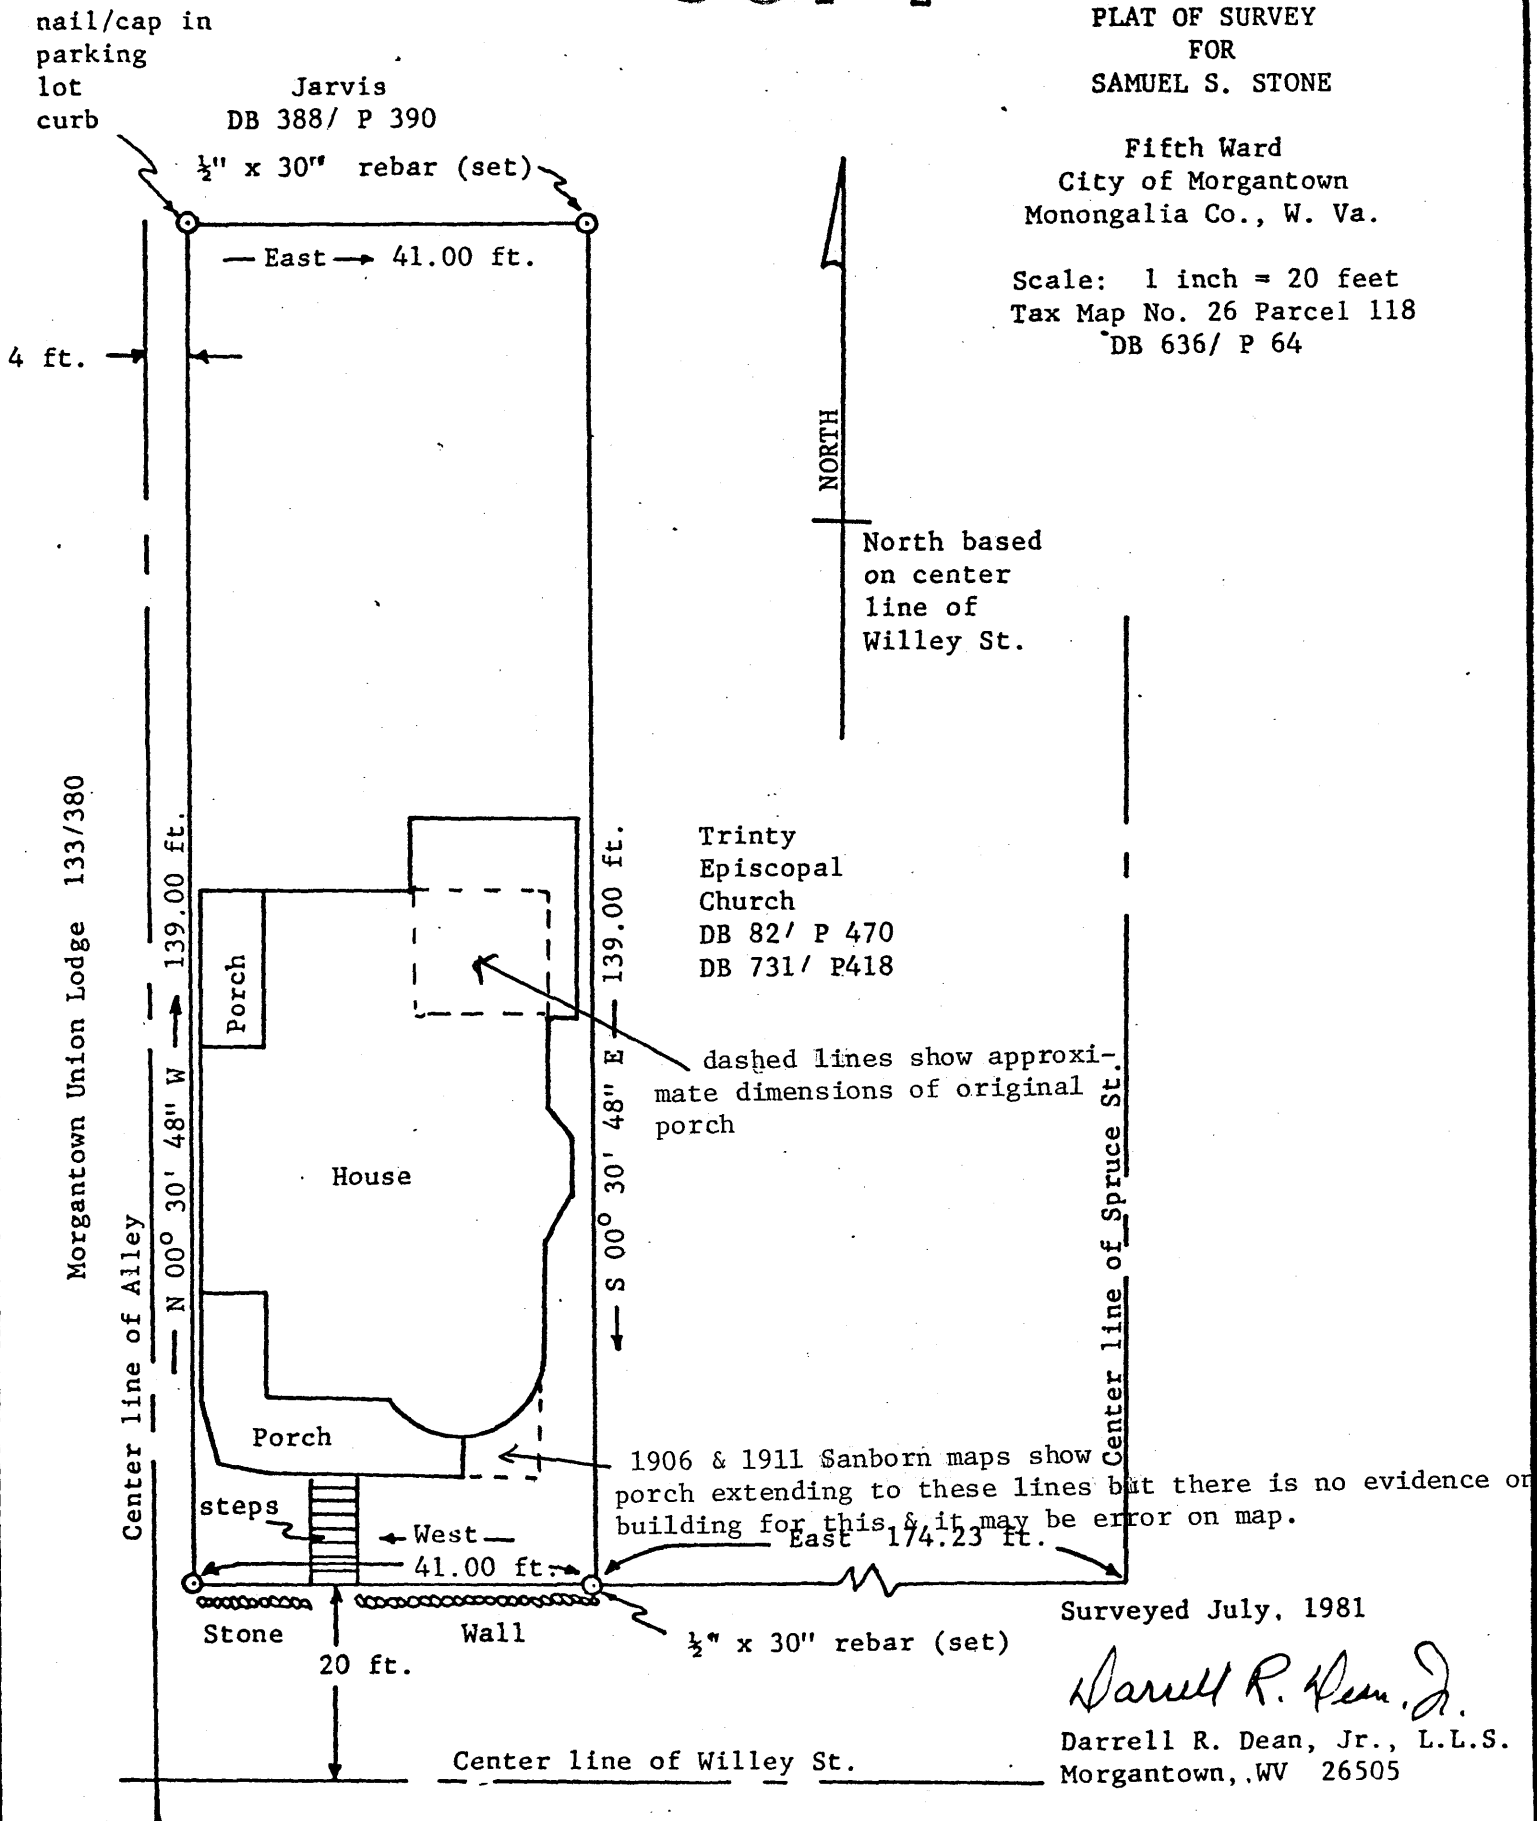 nail/cap in
parking
lot
curb
Jarvis
DB 388/ P 390
½" x 30" rebar (set)
East 41.00 ft.
4 ft.
PLAT OF SURVEY
FOR
SAMUEL S. STONE
Fifth Ward
City of Morgantown
Monongalia Co., W. Va.
Scale: 1 inch = 20 feet
Tax Map No. 26 Parcel 118
DB 636/ P 64
NORTH
North based
on center
line of
Willey St.
Morgantown Union Lodge 133/380
Center line of Alley
N 00° 30' 48" W 139.00 ft.
S 00° 30' 48" E 139.00 ft.
Trinty
Episcopal
Church
DB 82/ P 470
DB 731/ P418
Porch
dashed lines show approxi-
mate dimensions of original
porch
House
Center line of Spruce St.
Porch
1906 & 1911 Sanborn maps show
porch extending to these lines but there is no evidence on
building for this & it may be error on map.
steps
West
41.00 ft.
East 174.23 ft.
Stone Wall
20 ft.
½" x 30" rebar (set)
Surveyed July, 1981
Darrell R. Dean, Jr.
Darrell R. Dean, Jr., L.L.S.
Morgantown, WV 26505
Center line of Willey St.